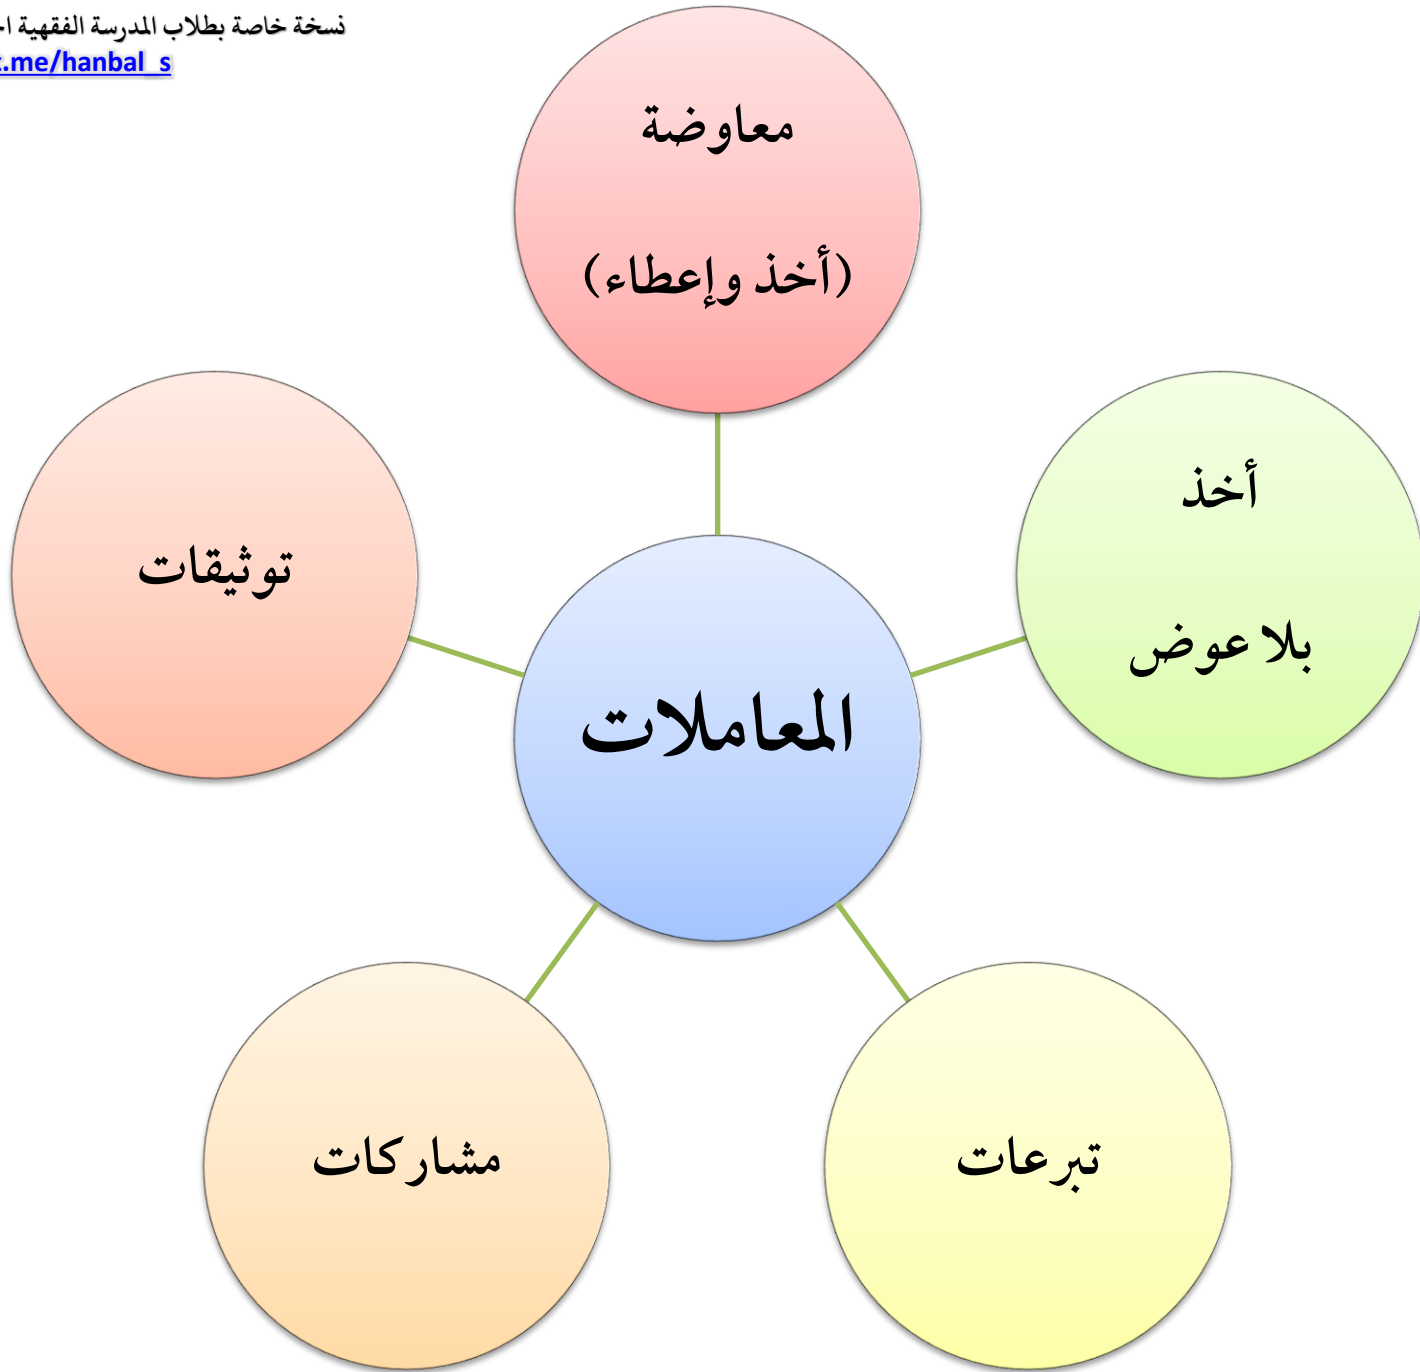 نسخة خاصة بطلاب المدرسة الفقهية
t.me/hanbal_s
معاوضة
(أخذ وإعطاء)
أخذ
بلا عوض
توثيقات
المعاملات
مشاركات
تبرعات